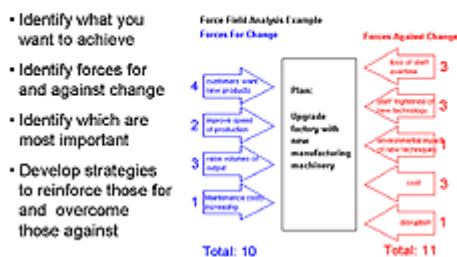 • Identify what you
want to achieve
• Identify forces for
and against change
• Identify which are
most important
• Develop strategies
to reinforce those for
and overcome
those against
Force Field Analysis Example
Forces For Change
Forces Against Change
4
customers want
new products
2
improve speed
of production
3
raise volumes of
output
1
Maintenance costs
increasing
Total: 10
Plan:
Upgrade
factory with
new
manufacturing
machinery
loss of staff
overtime
3
Staff frightened of
new technology
3
environmental impact
of new techniques
1
cost
3
disruption
1
Total: 11